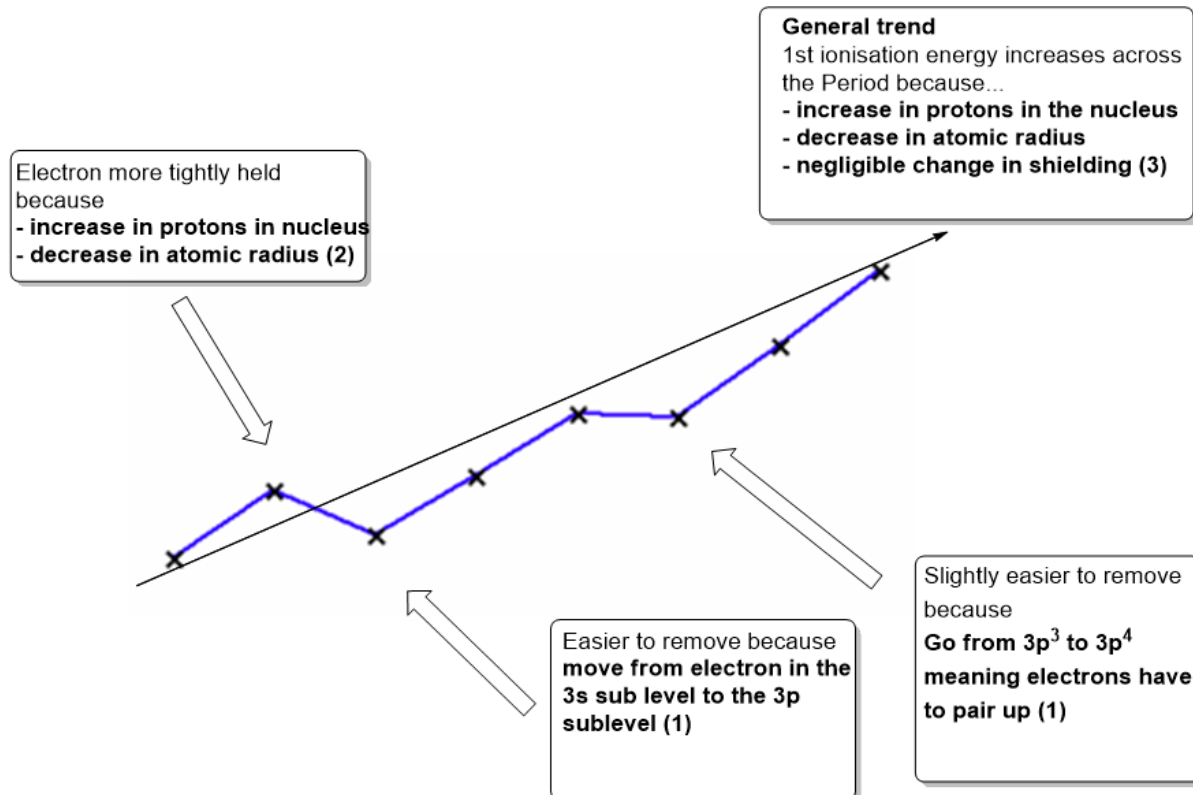 General trend
1st ionisation energy increases across
the Period because...
- increase in protons in the nucleus
- decrease in atomic radius
- negligible change in shielding (3)
Electron more tightly held
because
- increase in protons in nucleus
- decrease in atomic radius (2)
Easier to remove because
move from electron in the
3s sub level to the 3p
sublevel (1)
Slightly easier to remove
because
Go from 3p³ to 3p⁴
meaning electrons have
to pair up (1)